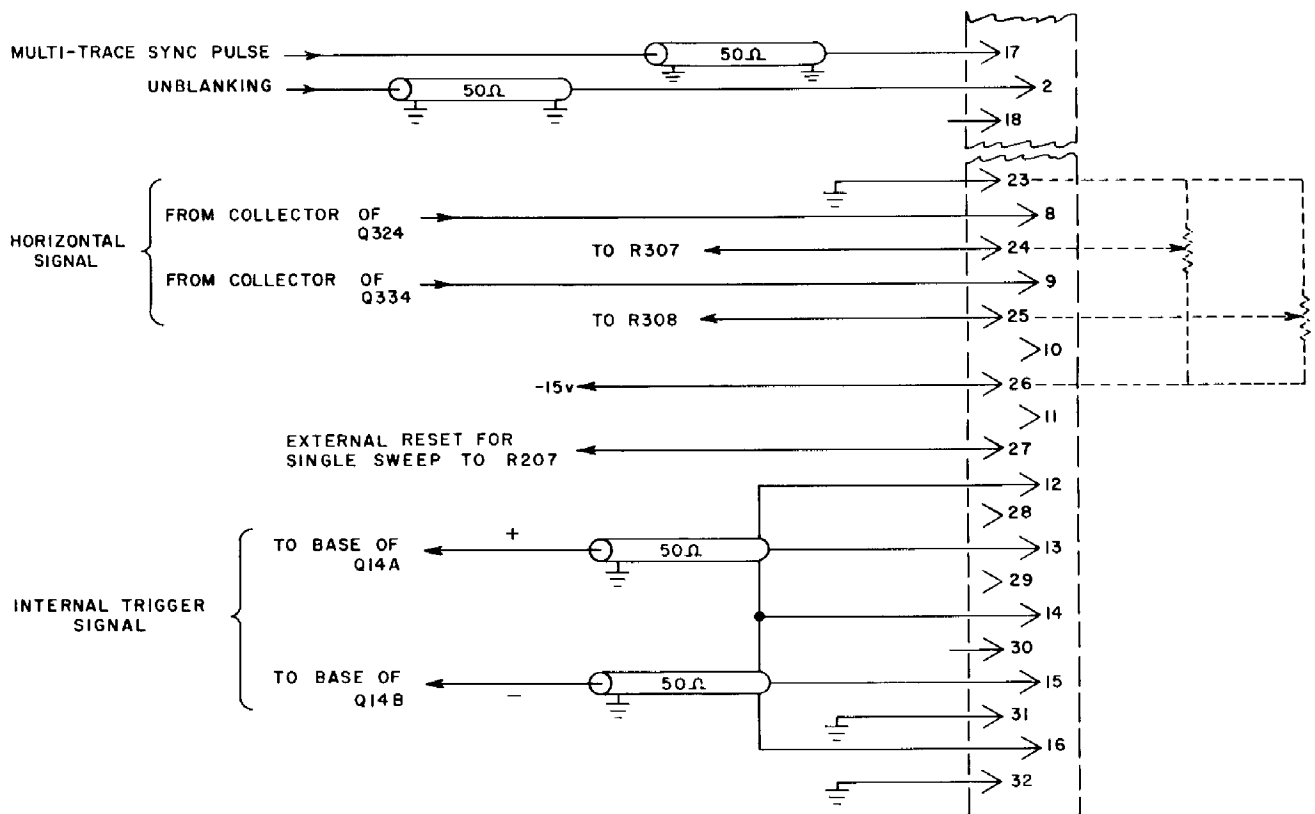 MULTI-TRACE SYNC PULSE
50Ω
17
UNBLANKING
50Ω
2
18
23
HORIZONTAL
SIGNAL
FROM COLLECTOR OF
Q324
8
TO R307
24
FROM COLLECTOR OF
Q334
9
TO R308
25
10
-15v
26
11
EXTERNAL RESET FOR
SINGLE SWEEP TO R207
27
12
28
INTERNAL TRIGGER
SIGNAL
TO BASE OF
Q14A
+
50Ω
13
29
14
30
TO BASE OF
Q14B
–
50Ω
15
31
16
32